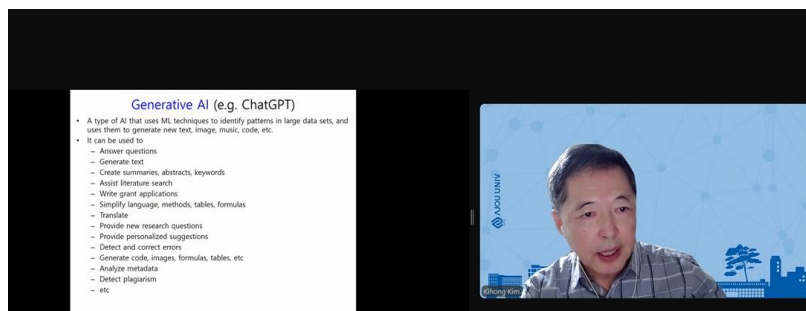 Generative AI (e.g. ChatGPT)
• A type of AI that uses ML techniques to identify patterns in large data sets, and
uses them to generate new text, image, music, code, etc.
• It can be used to
– Answer questions
– Generate text
– Create summaries, abstracts, keywords
– Assist literature search
– Write grant applications
– Simplify language, methods, tables, formulas
– Translate
– Provide new research questions
– Provide personalized suggestions
– Detect and correct errors
– Generate code, images, formulas, tables, etc
– Analyze metadata
– Detect plagiarism
– etc
AJOU UNIV
Kihong Kim